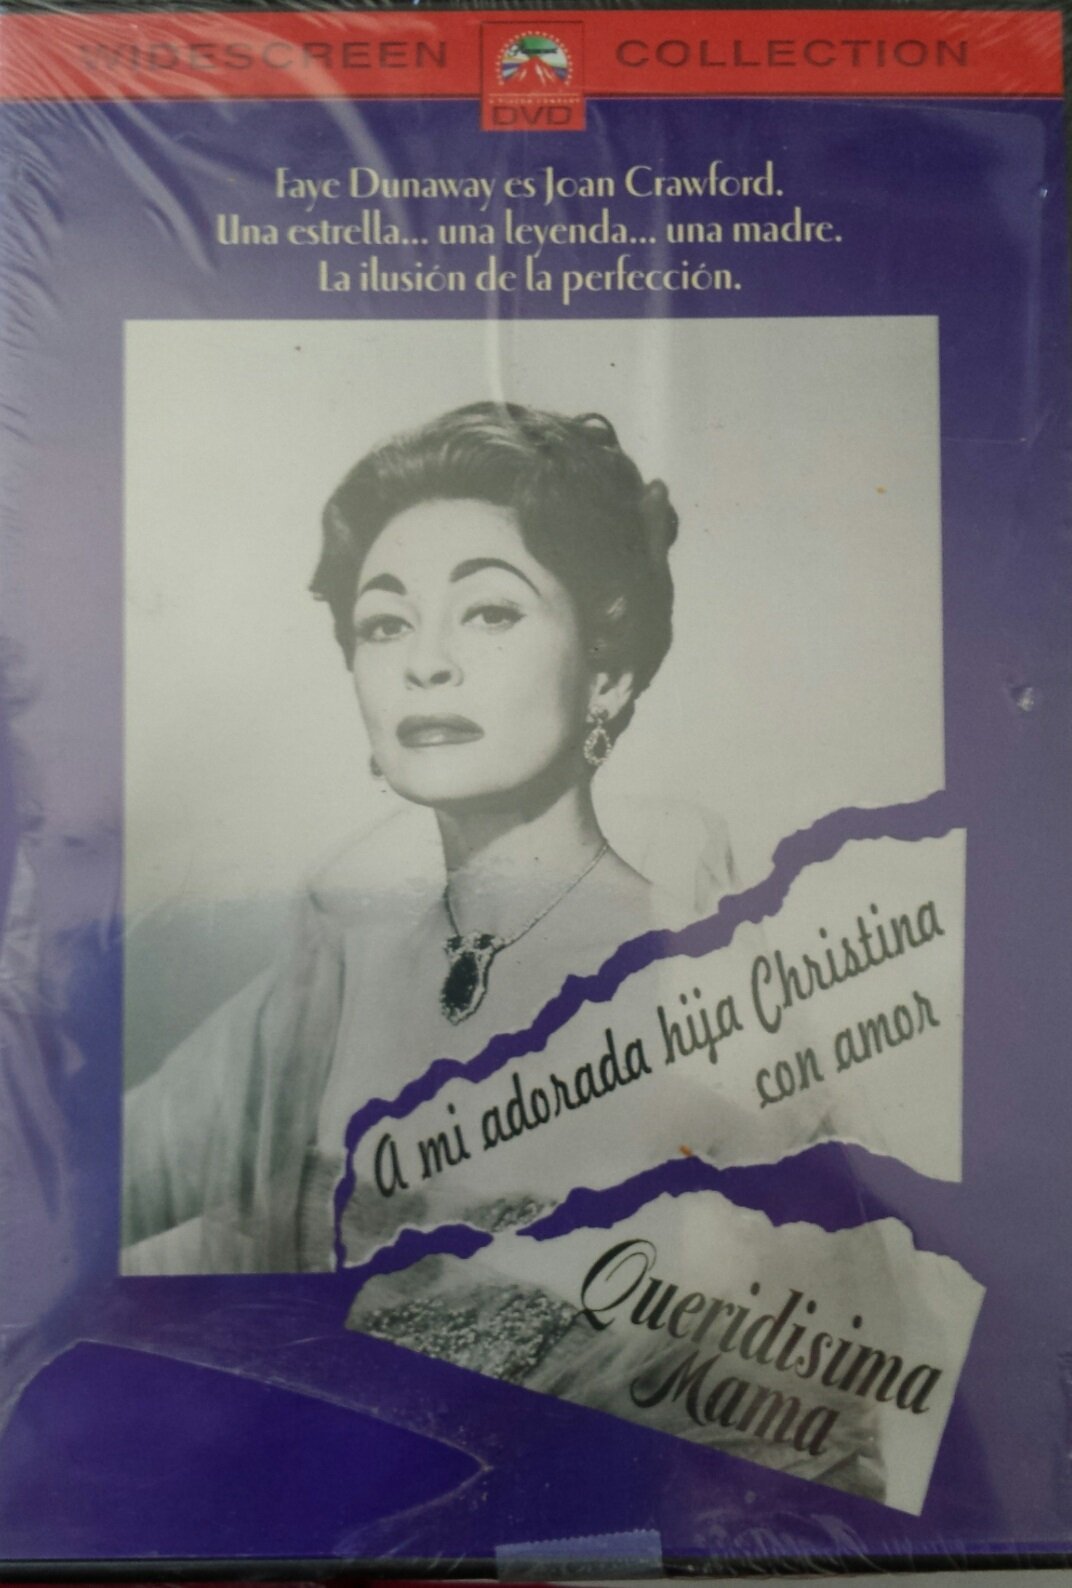 WIDESCREEN COLLECTION
DVD
Faye Dunaway es Joan Crawford.
Una estrella... una leyenda... una madre.
La ilusión de la perfección.
A mi adorada hija Christina
con amor
Queridisima
Mama